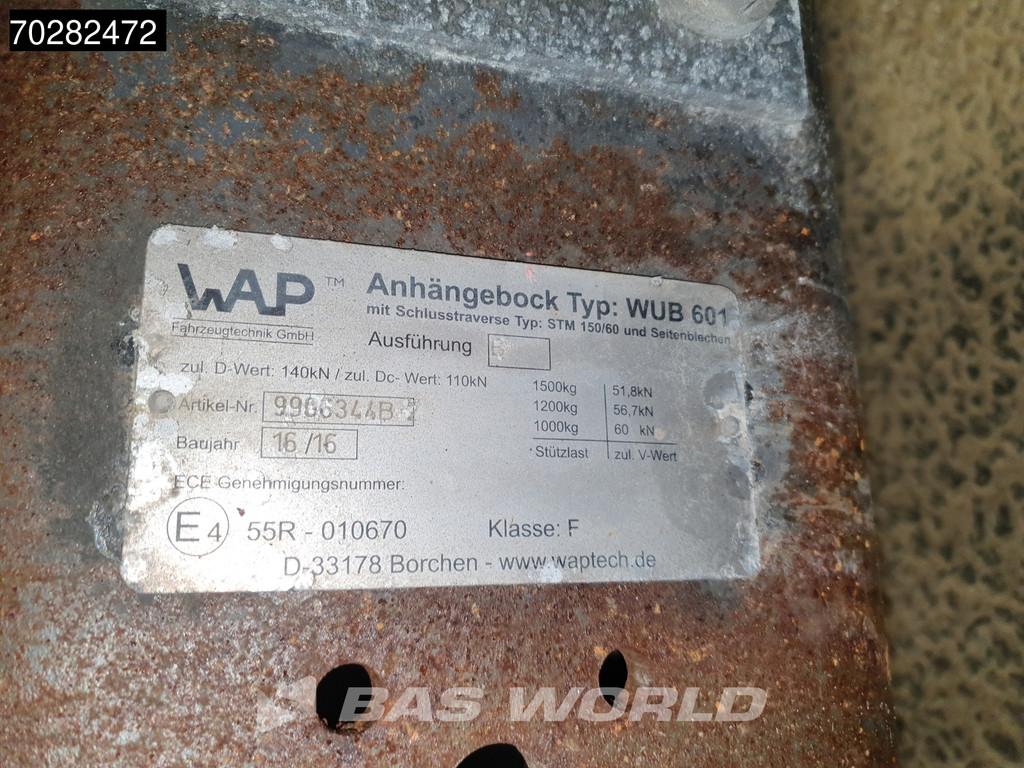 70282472
WAP™
Fahrzeugtechnik GmbH
Anhängebock Typ: WUB 601
mit Schlusstraverse Typ: STM 150/60 und Seitenblechen
Ausführung
zul. D-Wert: 140kN / zul. Dc- Wert: 110kN
Artikel-Nr. 9906344B
Baujahr 16/16
1500kg 51,8kN
1200kg 56,7kN
1000kg 60 kN
Stützlast zul. V-Wert
ECE Genehmigungsnummer:
E4 55R - 010670 Klasse: F
D-33178 Borchen - www.waptech.de
BAS WORLD